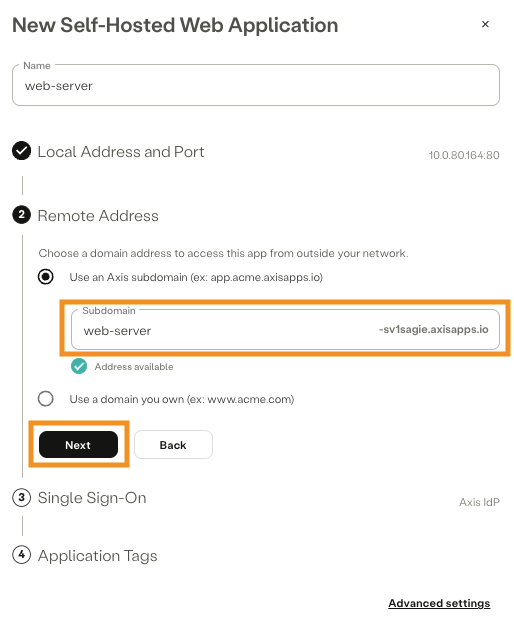 New Self-Hosted Web Application
×
Name
web-server
Local Address and Port
10.0.80.164:80
2
Remote Address
Choose a domain address to access this app from outside your network.
Use an Axis subdomain (ex: app.acme.axisapps.io)
Subdomain
web-server
-sv1sagie.axisapps.io
Address available
Use a domain you own (ex: www.acme.com)
Next
Back
3
Single Sign-On
Axis IdP
4
Application Tags
Advanced settings